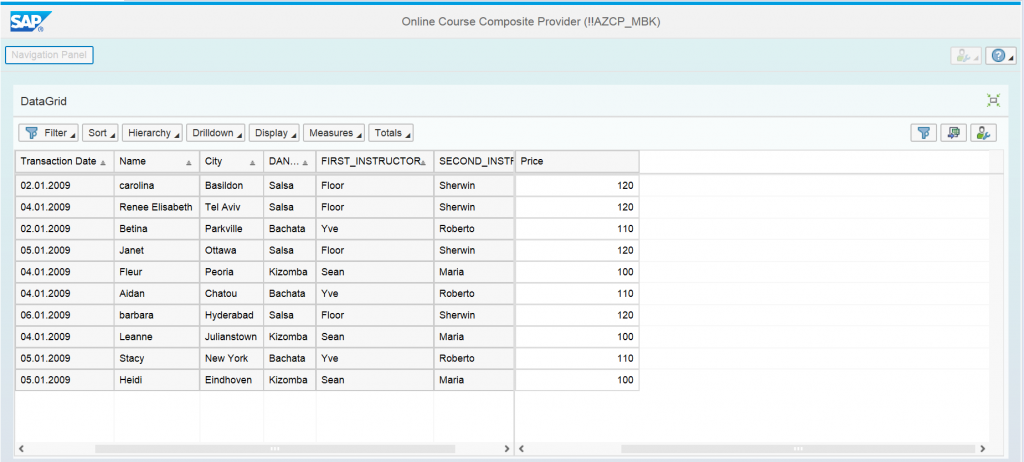 SAP Online Course Composite Provider (!!AZCP_MBK)
Navigation Panel
DataGrid
Filter Sort Hierarchy Drilldown Display Measures Totals
Transaction Date Name City DAN... FIRST_INSTRUCTOR SECOND_INSTR Price
02.01.2009 carolina Basildon Salsa Floor Sherwin 120
04.01.2009 Renee Elisabeth Tel Aviv Salsa Floor Sherwin 120
02.01.2009 Betina Parkville Bachata Yve Roberto 110
05.01.2009 Janet Ottawa Salsa Floor Sherwin 120
04.01.2009 Fleur Peoria Kizomba Sean Maria 100
04.01.2009 Aidan Chatou Bachata Yve Roberto 110
06.01.2009 barbara Hyderabad Salsa Floor Sherwin 120
04.01.2009 Leanne Julianstown Kizomba Sean Maria 100
05.01.2009 Stacy New York Bachata Yve Roberto 110
05.01.2009 Heidi Eindhoven Kizomba Sean Maria 100